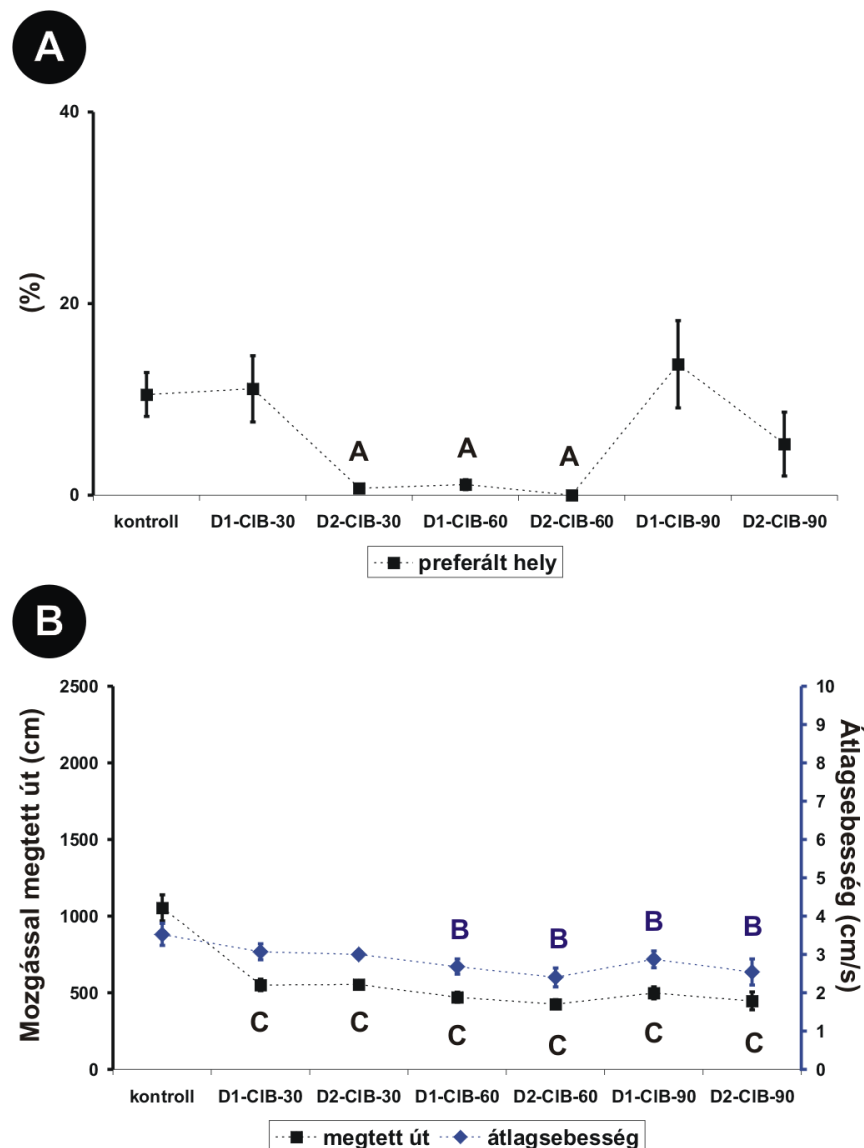 A
40
20
0
(%)
A A A
kontroll D1-CIB-30 D2-CIB-30 D1-CIB-60 D2-CIB-60 D1-CIB-90 D2-CIB-90
preferált hely
B
Mozgással megtett út (cm)
2500
2000
1500
1000
500
0
10
9
8
7
6
5
4
3
2
1
0
Átlagsebesség (cm/s)
B B B B
C C C C C C
kontroll D1-CIB-30 D2-CIB-30 D1-CIB-60 D2-CIB-60 D1-CIB-90 D2-CIB-90
megtett út átlagsebesség